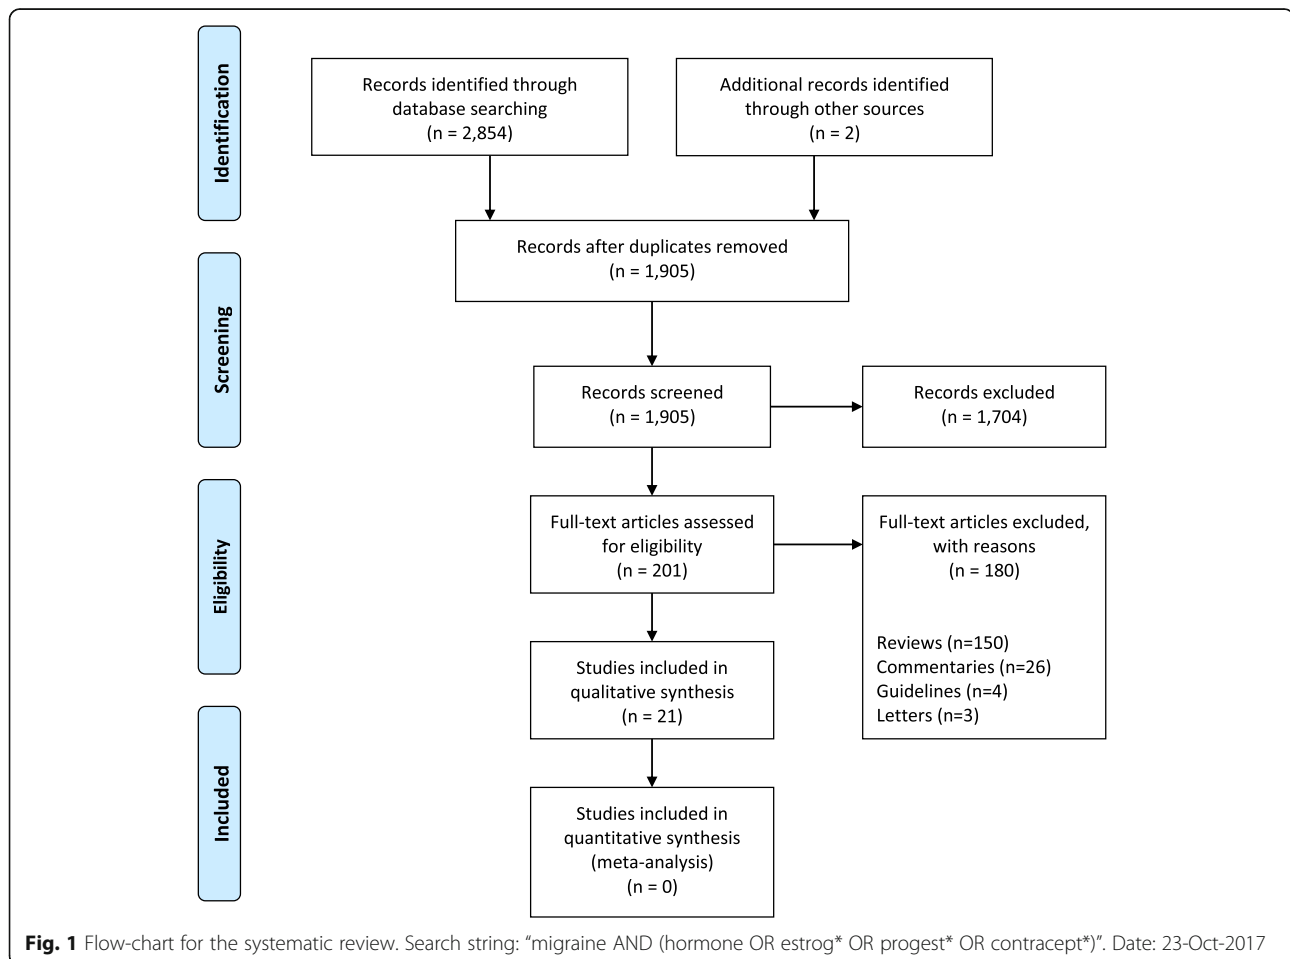 Identification
Records identified through
database searching
(n = 2,854)
Additional records identified
through other sources
(n = 2)
Records after duplicates removed
(n = 1,905)
Screening
Records screened
(n = 1,905)
Records excluded
(n = 1,704)
Eligibility
Full-text articles assessed
for eligibility
(n = 201)
Full-text articles excluded,
with reasons
(n = 180)
Reviews (n=150)
Commentaries (n=26)
Guidelines (n=4)
Letters (n=3)
Studies included in
qualitative synthesis
(n = 21)
Included
Studies included in
quantitative synthesis
(meta-analysis)
(n = 0)
Fig. 1 Flow-chart for the systematic review. Search string: “migraine AND (hormone OR estrog* OR progest* OR contracept*)”. Date: 23-Oct-2017